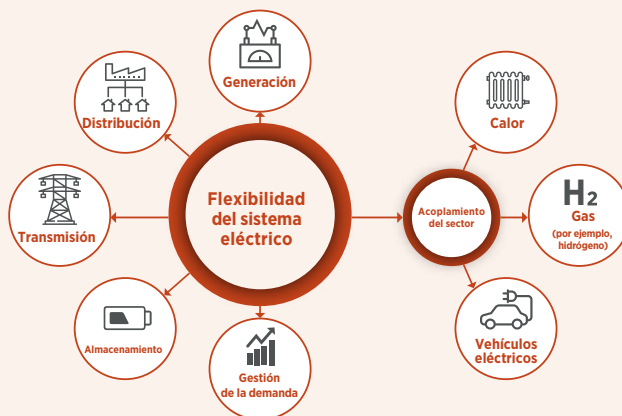 Generación
Distribución
Transmisión
Almacenamiento
Gestión
de la demanda
Flexibilidad
del sistema
eléctrico
Acoplamiento
del sector
Calor
H₂
Gas
(por ejemplo,
hidrógeno)
Vehículos
eléctricos